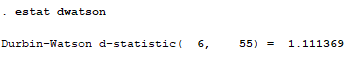 . estat dwatson
Durbin-Watson d-statistic(  6,    55) =  1.111369